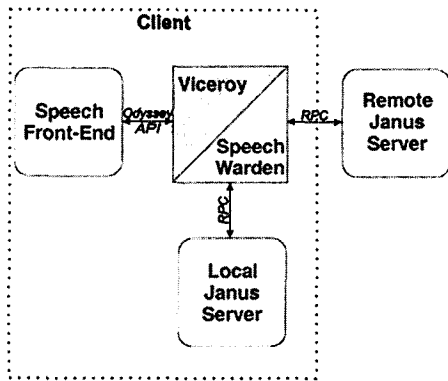 Client
Speech
Front-End
Odyssey
API
Viceroy
Speech
Warden
RPC
Remote
Janus
Server
RPC
Local
Janus
Server